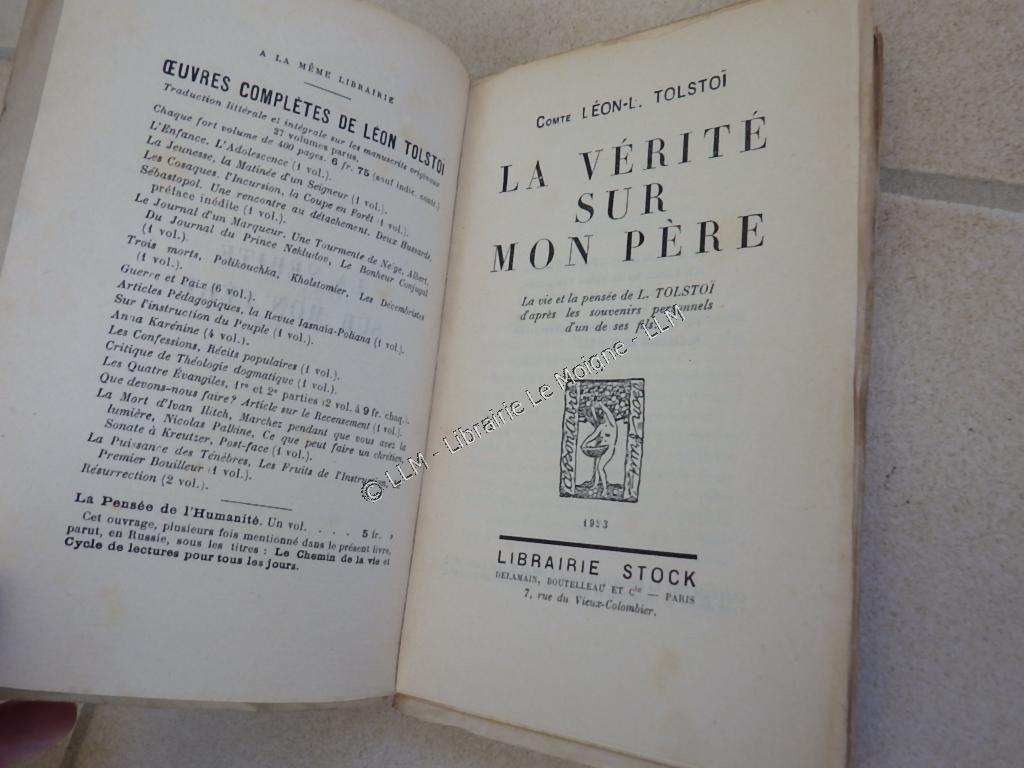 A LA MÊME LIBRAIRIE
ŒUVRES COMPLÈTES DE LÉON TOLSTOÏ
Traduction littérale et intégrale sur les manuscrits originaux
27 volumes parus.
Chaque fort volume de 400 pages. 6 fr. 75 (sauf indic. contr.)
L'Enfance. L'Adolescence (1 vol.).
La Jeunesse, la Matinée d'un Seigneur (1 vol.).
Les Cosaques. L'Incursion, la Coupe en Forêt (1 vol.).
Sébastopol. Une rencontre au détachement. Deux Hussards,
préface inédite (1 vol.).
Le Journal d'un Marqueur. Une Tourmente de Neige, Albert,
Du Journal du Prince Nekludov, Le Bonheur Conjugal
(1 vol.).
Trois morts, Polikouchka, Kholstomier, Les Décembristes
(1 vol.).
Guerre et Paix (6 vol.).
Articles Pédagogiques, la Revue Iasnaïa-Poliana (1 vol.).
Sur l'instruction du Peuple (1 vol.).
Anna Karénine (4 vol.).
Les Confessions, Récits populaires (1 vol.).
Critique de Théologie dogmatique (1 vol.).
Les Quatre Évangiles, 1re et 2e parties (2 vol. à 9 fr. chaq.).
Que devons-nous faire? Article sur le Recensement (1 vol.).
La Mort d'Ivan Ilitch, Marchez pendant que vous avez la
lumière, Nicolas Palkine, Ce que peut faire un chrétien,
Sonate à Kreutzer, Post-face (1 vol.).
La Puissance des Ténèbres, Les Fruits de l'Instruction,
Premier Bouilleur (1 vol.).
Résurrection (2 vol.).
La Pensée de l'Humanité. Un vol. . . . . 5 fr. »
Cet ouvrage, plusieurs fois mentionné dans le présent livre,
parut, en Russie, sous les titres : Le Chemin de la vie et
Cycle de lectures pour tous les jours.
COMTE LÉON-L. TOLSTOÏ
LA VÉRITÉ
SUR
MON PÈRE
La vie et la pensée de L. TOLSTOÏ
d'après les souvenirs personnels
d'un de ses fils.
1923
LIBRAIRIE STOCK
DELAMAIN, BOUTELLEAU ET Cie — PARIS
7, rue du Vieux-Colombier.
© LLM - Librairie Le Moigne - LLM